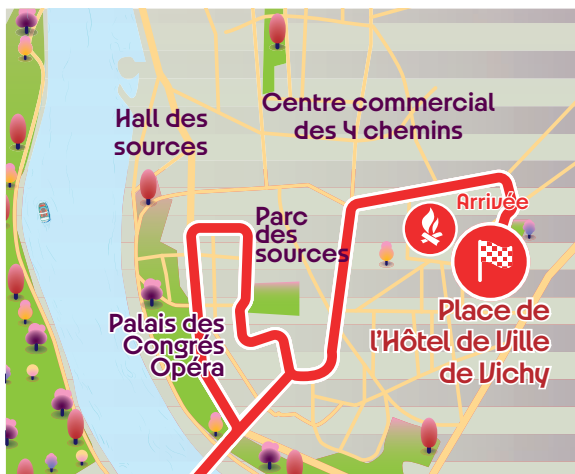 Centre commercial
des 4 chemins
Hall des
sources
Arrivée
Parc
des
sources
Place de
l'Hôtel de Ville
de Vichy
Palais des
Congrés
Opéra